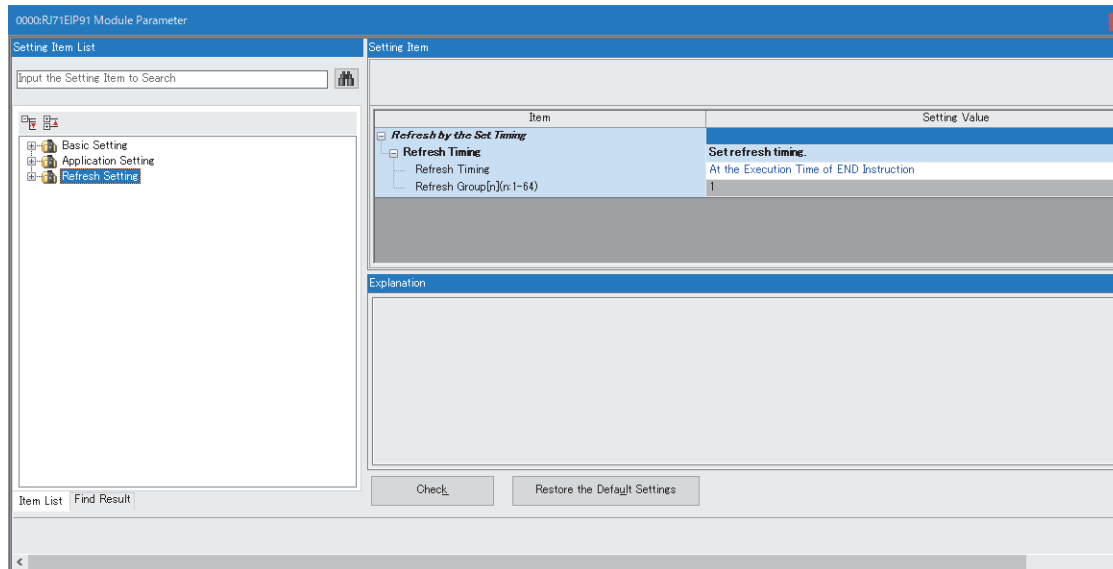 0000:RJ71EIP91 Module Parameter
Setting Item List
Input the Setting Item to Search
Basic Setting
Application Setting
Refresh Setting
Item List Find Result
Setting Item
Item Setting Value
Refresh by the Set Timing
Refresh Timing Set refresh timing.
Refresh Timing At the Execution Time of END Instruction
Refresh Group[n](n:1-64) 1
Explanation
Check Restore the Default Settings